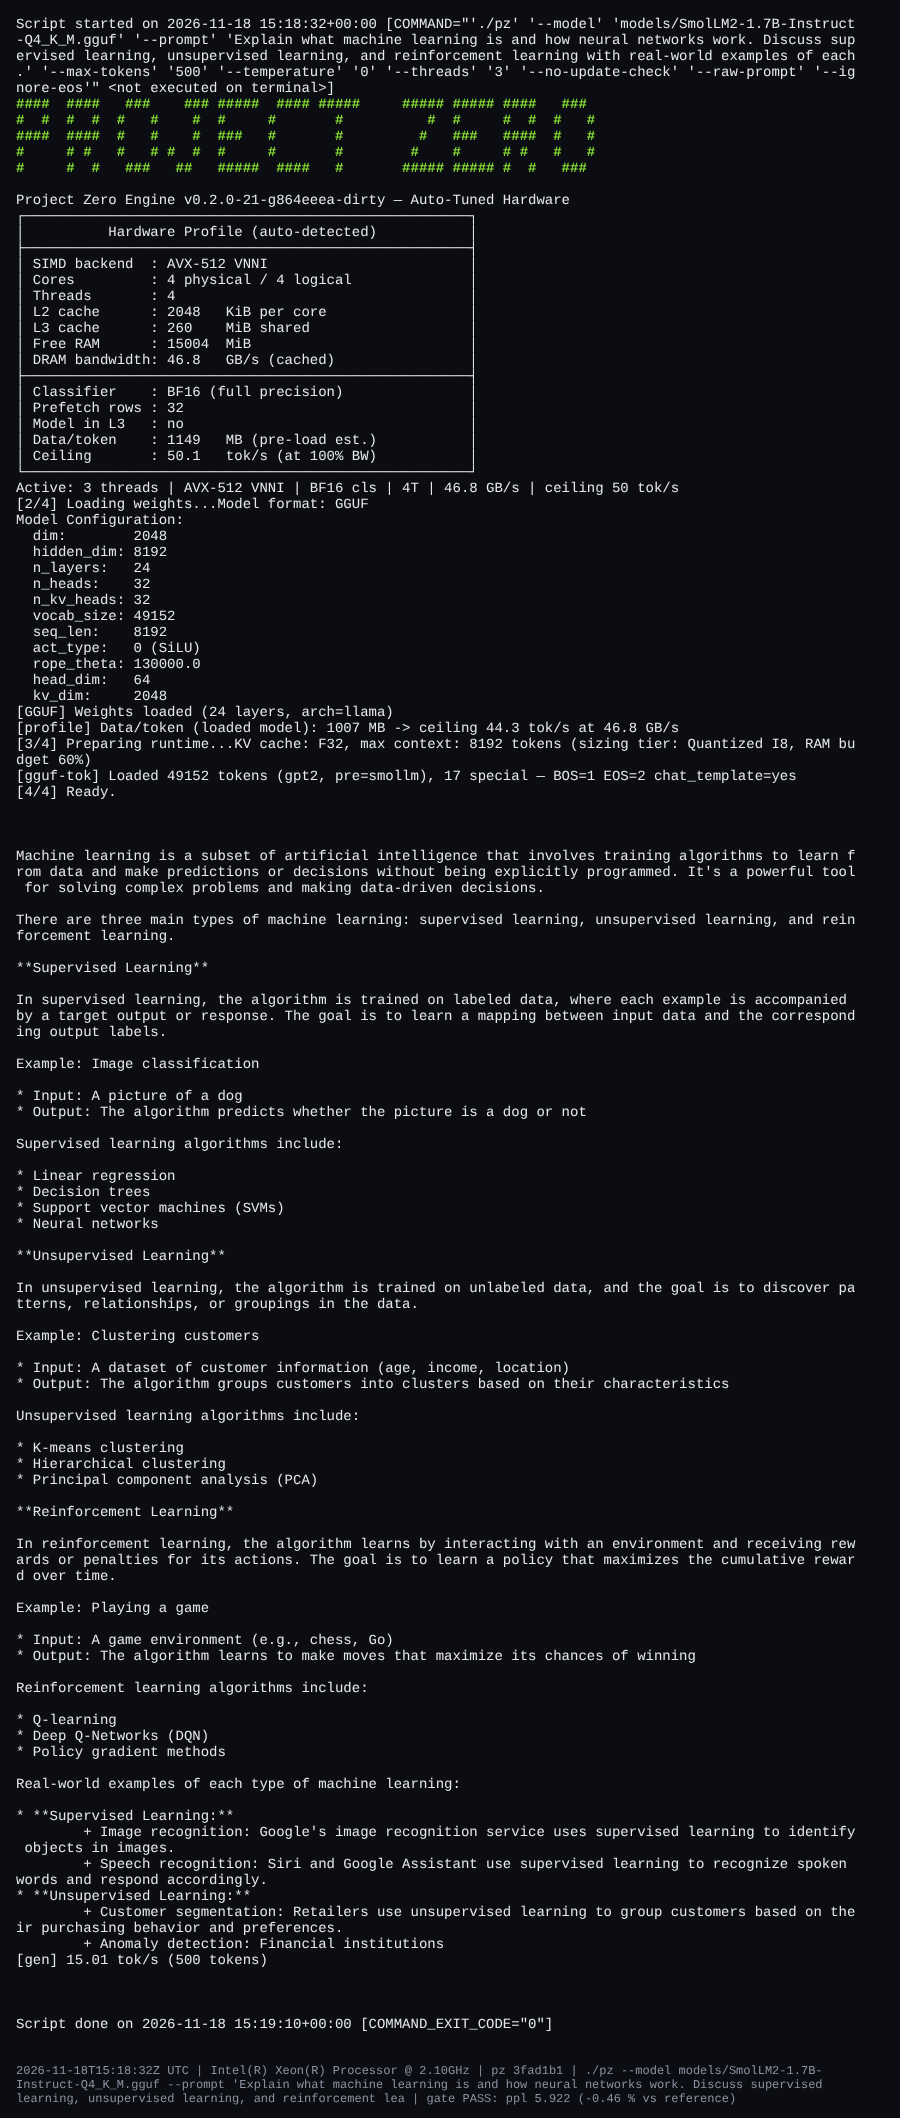 Script started on 2026-11-18 15:18:32+00:00 [COMMAND="'./pz' '--model' 'models/SmolLM2-1.7B-Instruct
-Q4_K_M.gguf' '--prompt' 'Explain what machine learning is and how neural networks work. Discuss sup
ervised learning, unsupervised learning, and reinforcement learning with real-world examples of each
.' '--max-tokens' '500' '--temperature' '0' '--threads' '3' '--no-update-check' '--raw-prompt' '--ig
nore-eos'" <not executed on terminal>]
####  ####   ###    ### #####  #### #####     ##### ##### ####   ###
#  #  #  #  #   #    #  #     #       #          #  #     #  #  #   #
####  ####  #   #    #  ###   #       #         #   ###   ####  #   #
#     # #   #   # #  #  #     #       #        #    #     # #   #   #
#     #  #   ###   ##   #####  ####   #       ##### ##### #  #   ###
Project Zero Engine v0.2.0-21-g864eeea-dirty — Auto-Tuned Hardware
Hardware Profile (auto-detected)
SIMD backend  : AVX-512 VNNI
Cores         : 4 physical / 4 logical
Threads       : 4
L2 cache      : 2048   KiB per core
L3 cache      : 260    MiB shared
Free RAM      : 15004  MiB
DRAM bandwidth: 46.8   GB/s (cached)
Classifier    : BF16 (full precision)
Prefetch rows : 32
Model in L3   : no
Data/token    : 1149   MB (pre-load est.)
Ceiling       : 50.1   tok/s (at 100% BW)
Active: 3 threads | AVX-512 VNNI | BF16 cls | 4T | 46.8 GB/s | ceiling 50 tok/s
[2/4] Loading weights...Model format: GGUF
Model Configuration:
  dim:        2048
  hidden_dim: 8192
  n_layers:   24
  n_heads:    32
  n_kv_heads: 32
  vocab_size: 49152
  seq_len:    8192
  act_type:   0 (SiLU)
  rope_theta: 130000.0
  head_dim:   64
  kv_dim:     2048
[GGUF] Weights loaded (24 layers, arch=llama)
[profile] Data/token (loaded model): 1007 MB -> ceiling 44.3 tok/s at 46.8 GB/s
[3/4] Preparing runtime...KV cache: F32, max context: 8192 tokens (sizing tier: Quantized I8, RAM bu
dget 60%)
[gguf-tok] Loaded 49152 tokens (gpt2, pre=smollm), 17 special — BOS=1 EOS=2 chat_template=yes
[4/4] Ready.
Machine learning is a subset of artificial intelligence that involves training algorithms to learn f
rom data and make predictions or decisions without being explicitly programmed. It's a powerful tool
 for solving complex problems and making data-driven decisions.
There are three main types of machine learning: supervised learning, unsupervised learning, and rein
forcement learning.
**Supervised Learning**
In supervised learning, the algorithm is trained on labeled data, where each example is accompanied
by a target output or response. The goal is to learn a mapping between input data and the correspond
ing output labels.
Example: Image classification
* Input: A picture of a dog
* Output: The algorithm predicts whether the picture is a dog or not
Supervised learning algorithms include:
* Linear regression
* Decision trees
* Support vector machines (SVMs)
* Neural networks
**Unsupervised Learning**
In unsupervised learning, the algorithm is trained on unlabeled data, and the goal is to discover pa
tterns, relationships, or groupings in the data.
Example: Clustering customers
* Input: A dataset of customer information (age, income, location)
* Output: The algorithm groups customers into clusters based on their characteristics
Unsupervised learning algorithms include:
* K-means clustering
* Hierarchical clustering
* Principal component analysis (PCA)
**Reinforcement Learning**
In reinforcement learning, the algorithm learns by interacting with an environment and receiving rew
ards or penalties for its actions. The goal is to learn a policy that maximizes the cumulative rewar
d over time.
Example: Playing a game
* Input: A game environment (e.g., chess, Go)
* Output: The algorithm learns to make moves that maximize its chances of winning
Reinforcement learning algorithms include:
* Q-learning
* Deep Q-Networks (DQN)
* Policy gradient methods
Real-world examples of each type of machine learning:
* **Supervised Learning:**
        + Image recognition: Google's image recognition service uses supervised learning to identify
 objects in images.
        + Speech recognition: Siri and Google Assistant use supervised learning to recognize spoken
words and respond accordingly.
* **Unsupervised Learning:**
        + Customer segmentation: Retailers use unsupervised learning to group customers based on the
ir purchasing behavior and preferences.
        + Anomaly detection: Financial institutions
[gen] 15.01 tok/s (500 tokens)
Script done on 2026-11-18 15:19:10+00:00 [COMMAND_EXIT_CODE="0"]
2026-11-18T15:18:32Z UTC | Intel(R) Xeon(R) Processor @ 2.10GHz | pz 3fad1b1 | ./pz --model models/SmolLM2-1.7B-
Instruct-Q4_K_M.gguf --prompt 'Explain what machine learning is and how neural networks work. Discuss supervised
learning, unsupervised learning, and reinforcement lea | gate PASS: ppl 5.922 (-0.46 % vs reference)